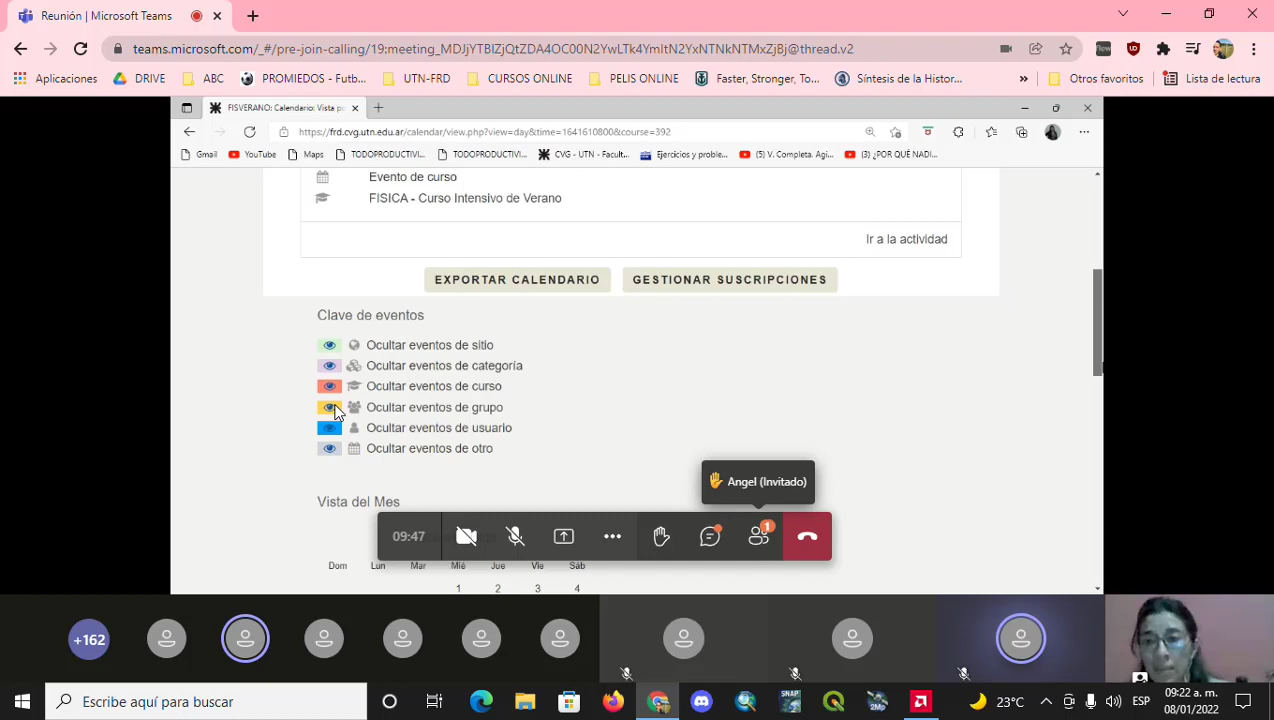 Reunión | Microsoft Teams
teams.microsoft.com/_#/pre-join-calling/19:meeting_MDJjYTBlZjQtZDA4OC00N2YwLTk4YmItN2YxNTNkNTMxZjBj@thread.v2
Aplicaciones DRIVE ABC PROMIEDOS - Futb... UTN-FRD CURSOS ONLINE PELIS ONLINE Faster, Stronger, To... Síntesis de la Histor... » Otros favoritos Lista de lectura
FISVERANO: Calendario: Vista po
https://frd.cvg.utn.edu.ar/calendar/view.php?view=day&time=1641610800&course=392
Gmail YouTube Maps TODOPRODUCTIVI... TODOPRODUCTIVI... CVG - UTN - Facult... Ejercicios y proble... (5) V. Completa. Agi... (3) ¿POR QUÉ NADI...
Evento de curso
FISICA - Curso Intensivo de Verano
Ir a la actividad
EXPORTAR CALENDARIO GESTIONAR SUSCRIPCIONES
Clave de eventos
Ocultar eventos de sitio
Ocultar eventos de categoría
Ocultar eventos de curso
Ocultar eventos de grupo
Ocultar eventos de usuario
Ocultar eventos de otro
Angel (Invitado)
Vista del Mes
09:47 1
Dom Lun Mar Mié Jue Vie Sáb
1 2 3 4
+162
Escribe aquí para buscar
23°C ESP 09:22 a. m.
08/01/2022